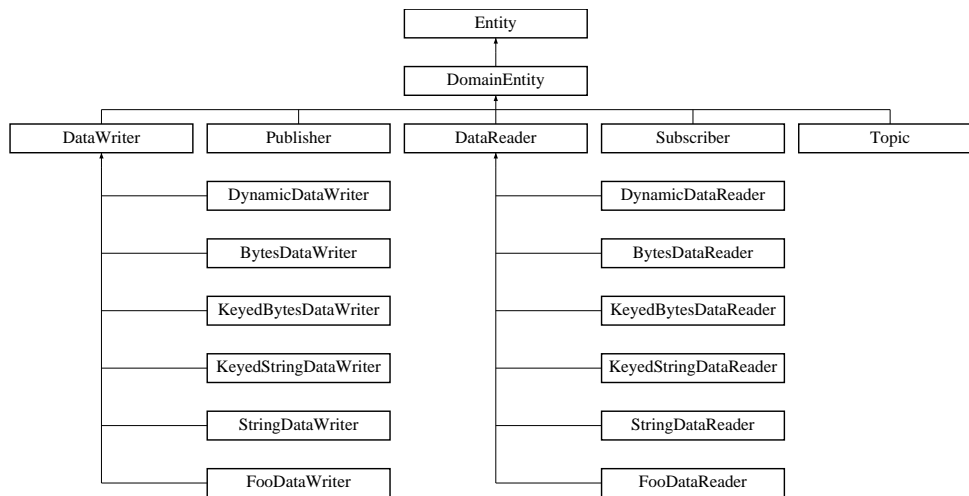 Entity
DomainEntity
DataWriter Publisher DataReader Subscriber Topic
DynamicDataWriter DynamicDataReader
BytesDataWriter BytesDataReader
KeyedBytesDataWriter KeyedBytesDataReader
KeyedStringDataWriter KeyedStringDataReader
StringDataWriter StringDataReader
FooDataWriter FooDataReader